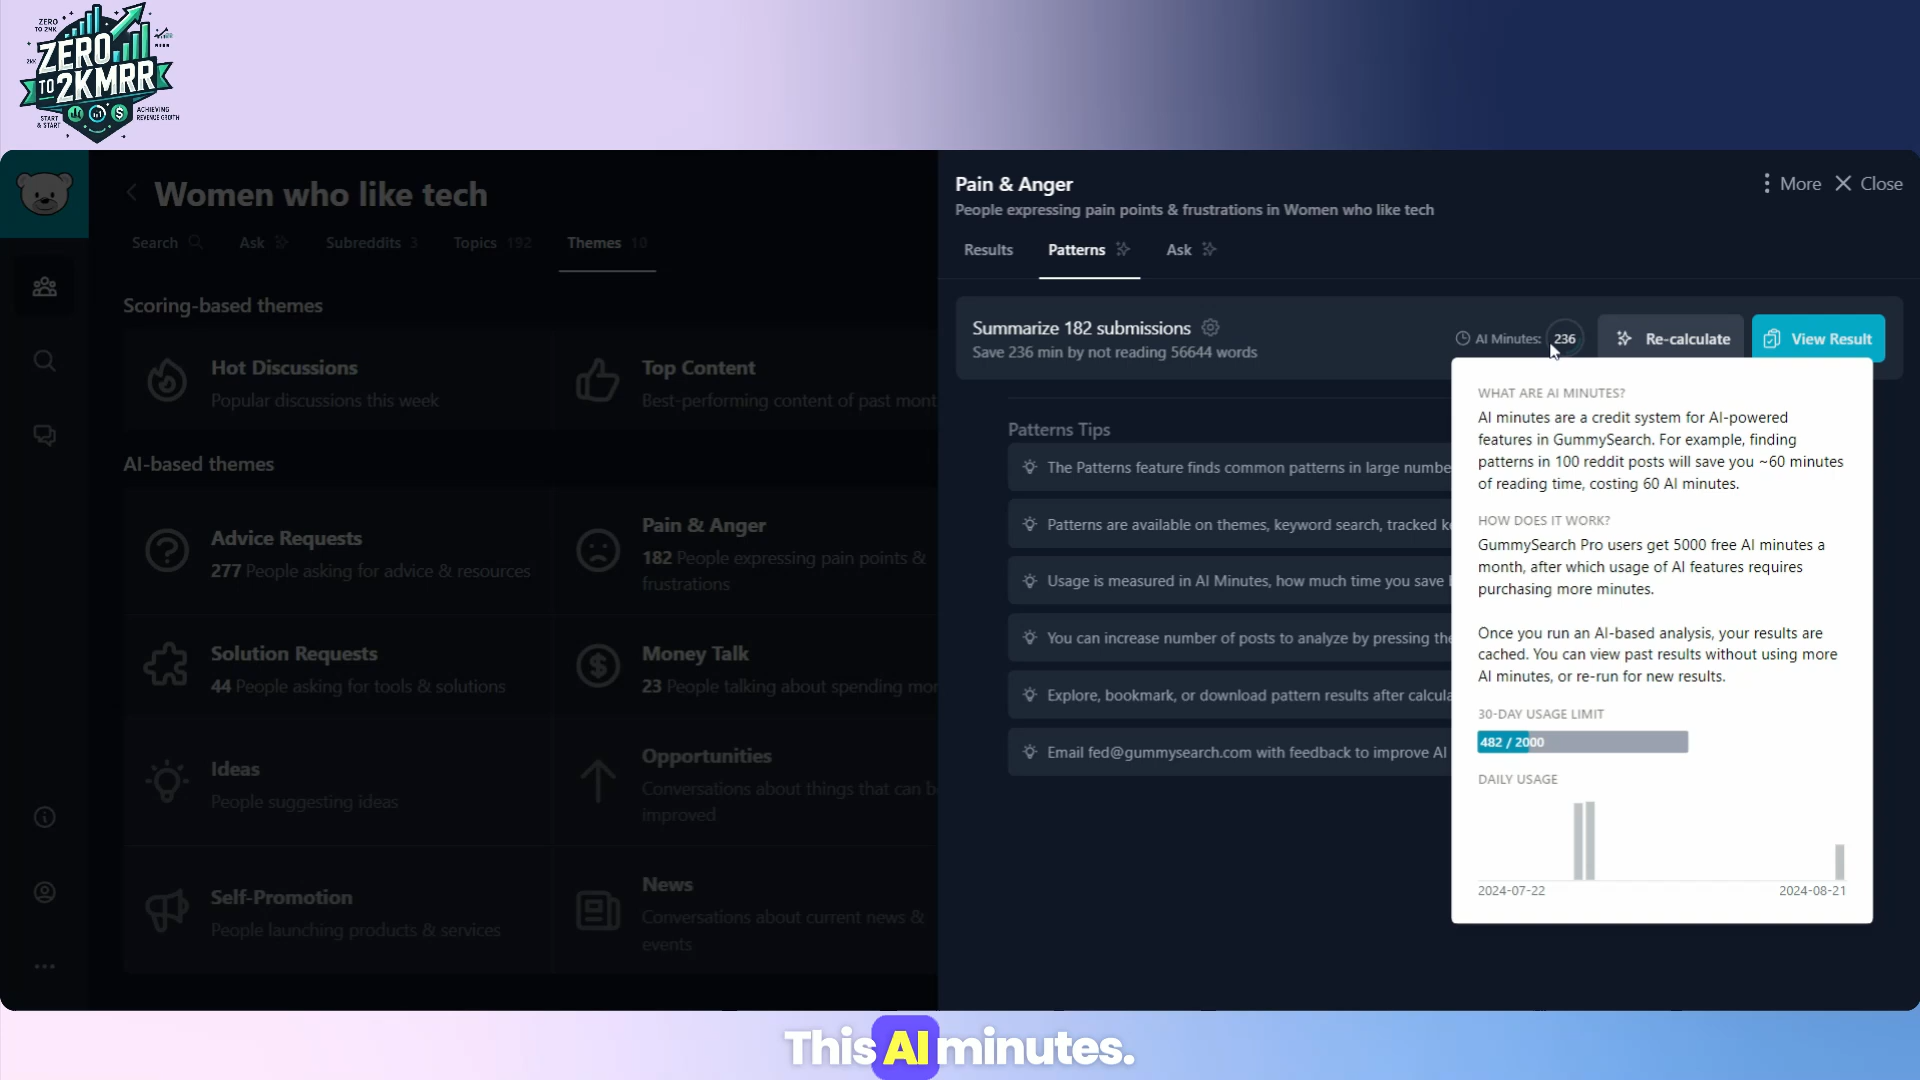 ZERO
TO 2KMRR
START
& START
ACHIEVING
REVENUE GROTH
Women who like tech
Search
Ask
Subreddits 3
Topics 192
Themes 10
Scoring-based themes
Hot Discussions
Popular discussions this week
Top Content
Best-performing content of past mont
AI-based themes
Advice Requests
277 People asking for advice & resources
Pain & Anger
182 People expressing pain points &
frustrations
Solution Requests
44 People asking for tools & solutions
Money Talk
23 People talking about spending mo
Ideas
People suggesting ideas
Opportunities
Conversations about things that can b
improved
Self-Promotion
People launching products & services
News
Conversations about current news &
events
Pain & Anger
People expressing pain points & frustrations in Women who like tech
More
Close
Results
Patterns
Ask
Summarize 182 submissions
Save 236 min by not reading 56644 words
AI Minutes: 236
Re-calculate
View Result
Patterns Tips
The Patterns feature finds common patterns in large numbe
Patterns are available on themes, keyword search, tracked k
Usage is measured in AI Minutes, how much time you save
You can increase number of posts to analyze by pressing the
Explore, bookmark, or download pattern results after calcula
Email fed@gummysearch.com with feedback to improve AI
WHAT ARE AI MINUTES?
AI minutes are a credit system for AI-powered
features in GummySearch. For example, finding
patterns in 100 reddit posts will save you ~60 minutes
of reading time, costing 60 AI minutes.
HOW DOES IT WORK?
GummySearch Pro users get 5000 free AI minutes a
month, after which usage of AI features requires
purchasing more minutes.
Once you run an AI-based analysis, your results are
cached. You can view past results without using more
AI minutes, or re-run for new results.
30-DAY USAGE LIMIT
482 / 2000
DAILY USAGE
2024-07-22
2024-08-21
This AI minutes.